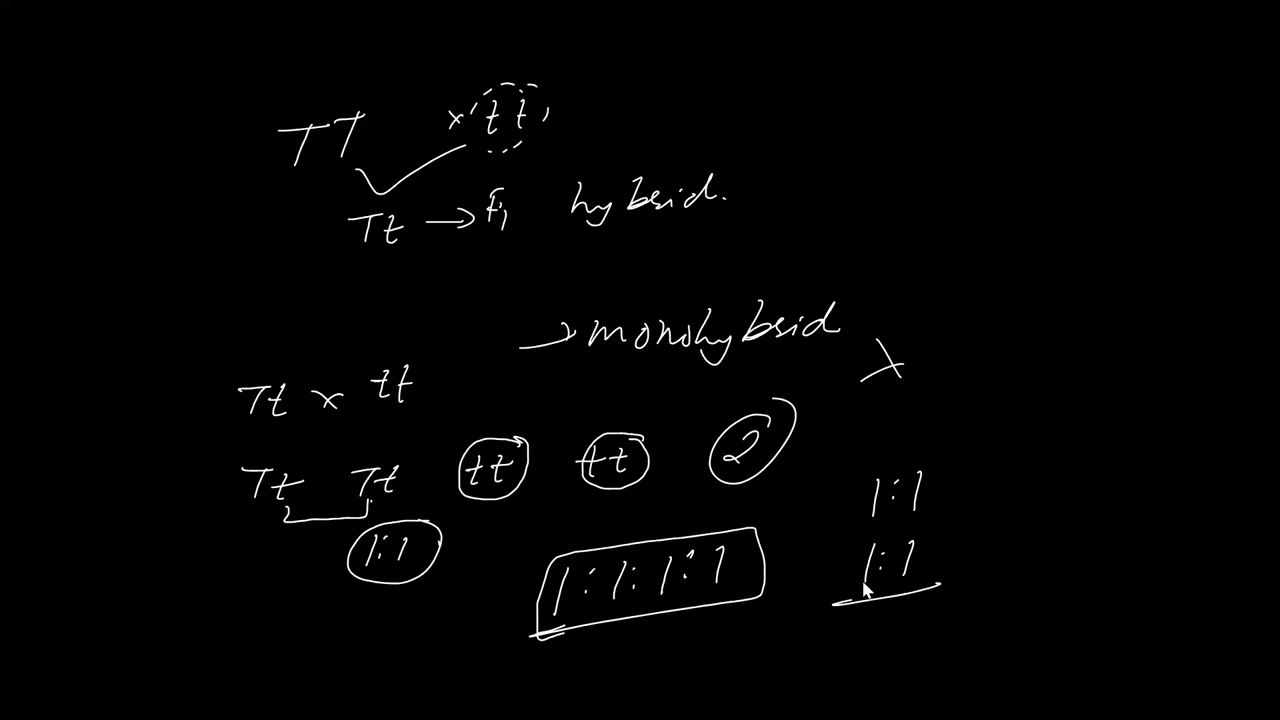 TT × tt
Tt → F1 hybrid.
→ monohybrid
Tt × tt
Tt Tt tt tt 2
1:1
1:1 1:1:1:1 1:1